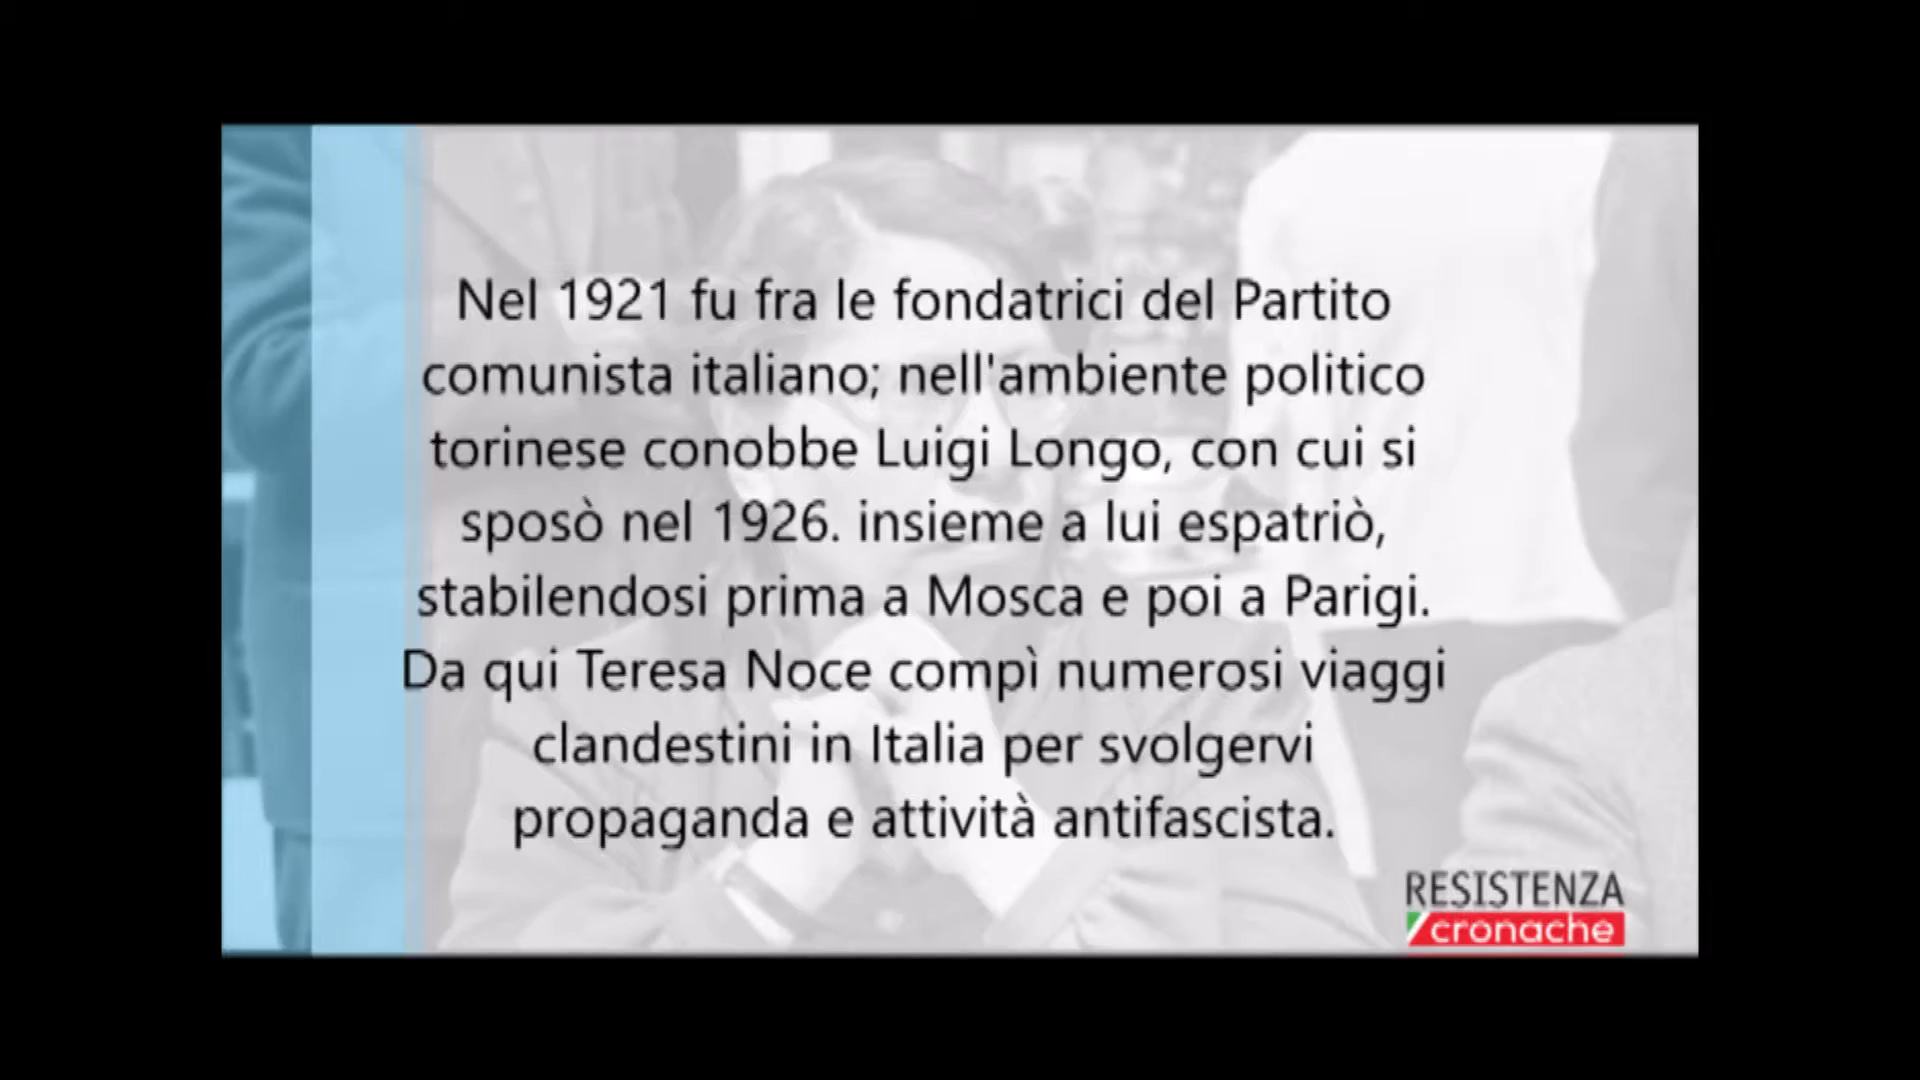 Nel 1921 fu fra le fondatrici del Partito
comunista italiano; nell'ambiente politico
torinese conobbe Luigi Longo, con cui si
sposò nel 1926. insieme a lui espatriò,
stabilendosi prima a Mosca e poi a Parigi.
Da qui Teresa Noce compì numerosi viaggi
clandestini in Italia per svolgervi
propaganda e attività antifascista.
RESISTENZA
cronache